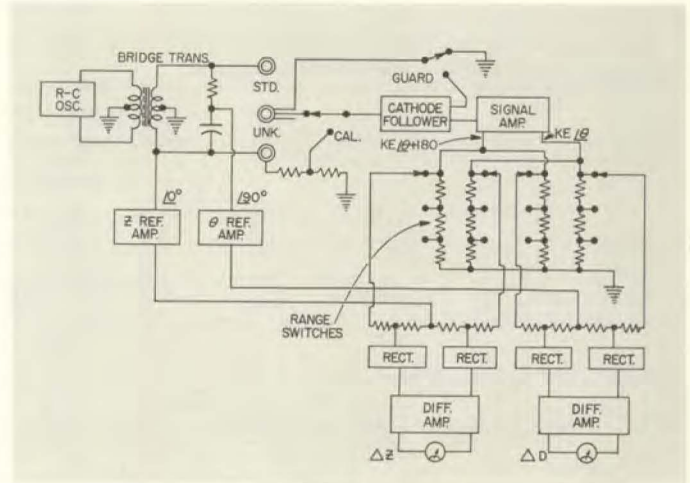 BRIDGE TRANS.
R-C
OSC.
STD.
UNK.
CAL.
GUARD
CATHODE
FOLLOWER
SIGNAL
AMP.
KE/θ+180
KE/θ
/0°
/90°
Z REF.
AMP.
θ REF.
AMP.
RANGE
SWITCHES
RECT.
RECT.
RECT.
RECT.
DIFF.
AMP.
DIFF.
AMP.
ΔZ
ΔD